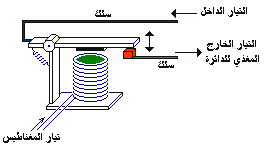 التيار الداخل
سلك
التيار الخارج
المغذي للدائرة
سلك
تيار المغناطيس